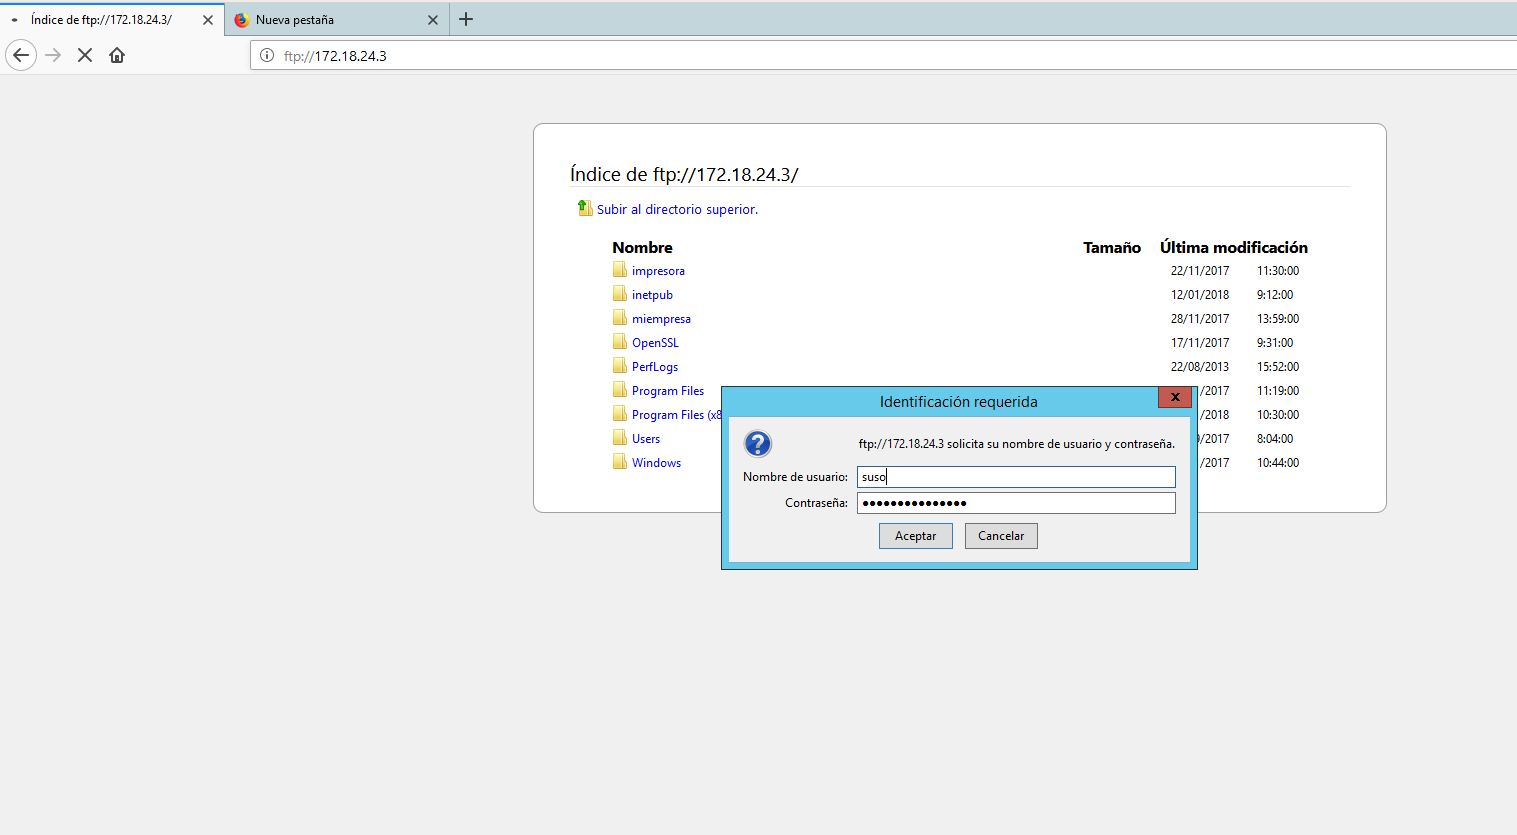 Índice de ftp://172.18.24.3/
Nueva pestaña
ftp://172.18.24.3
Índice de ftp://172.18.24.3/
Subir al directorio superior.
Nombre Tamaño Última modificación
impresora 22/11/2017 11:30:00
inetpub 12/01/2018 9:12:00
miempresa 28/11/2017 13:59:00
OpenSSL 17/11/2017 9:31:00
PerfLogs 22/08/2013 15:52:00
Program Files /2017 11:19:00
Program Files (x8 /2018 10:30:00
Users /2017 8:04:00
Windows /2017 10:44:00
Identificación requerida
x
ftp://172.18.24.3 solicita su nombre de usuario y contraseña.
Nombre de usuario: suso
Contraseña: •••••••••••••••
Aceptar Cancelar